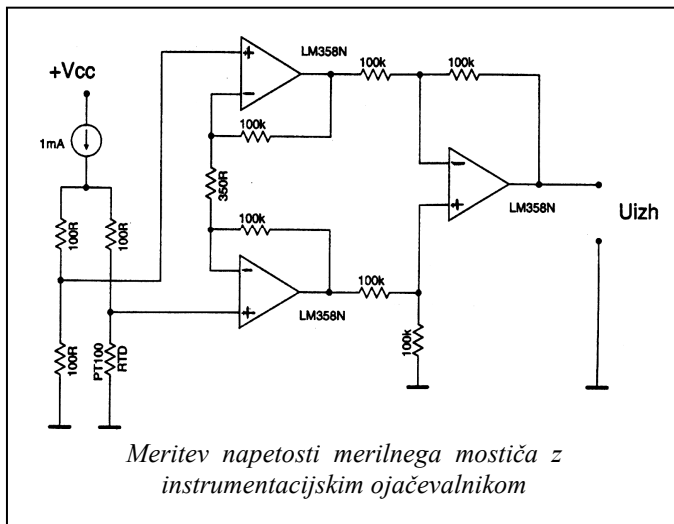 LM358N
100k
100k
+Vcc
1mA
100k
350R
100R
100R
100k
LM358N
Uizh
LM358N
100k
100R
PT100
RTD
100k
Meritev napetosti merilnega mostiča z
instrumentacijskim ojačevalnikom